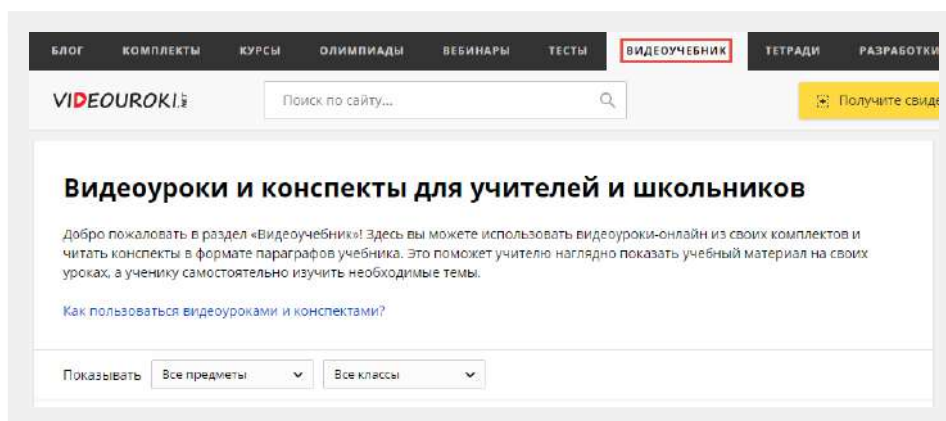 БЛОГ КОМПЛЕКТЫ КУРСЫ ОЛИМПИАДЫ ВЕБИНАРЫ ТЕСТЫ ВИДЕОУЧЕБНИК ТЕТРАДИ РАЗРАБОТКИ
VIDEOUROKI.NET Поиск по сайту... Получите свиде
Видеоуроки и конспекты для учителей и школьников
Добро пожаловать в раздел «Видеоучебник»! Здесь вы можете использовать видеоуроки-онлайн из своих комплектов и
читать конспекты в формате параграфов учебника. Это поможет учителю наглядно показать учебный материал на своих
уроках, а ученику самостоятельно изучить необходимые темы.
Как пользоваться видеоуроками и конспектами?
Показывать Все предметы Все классы